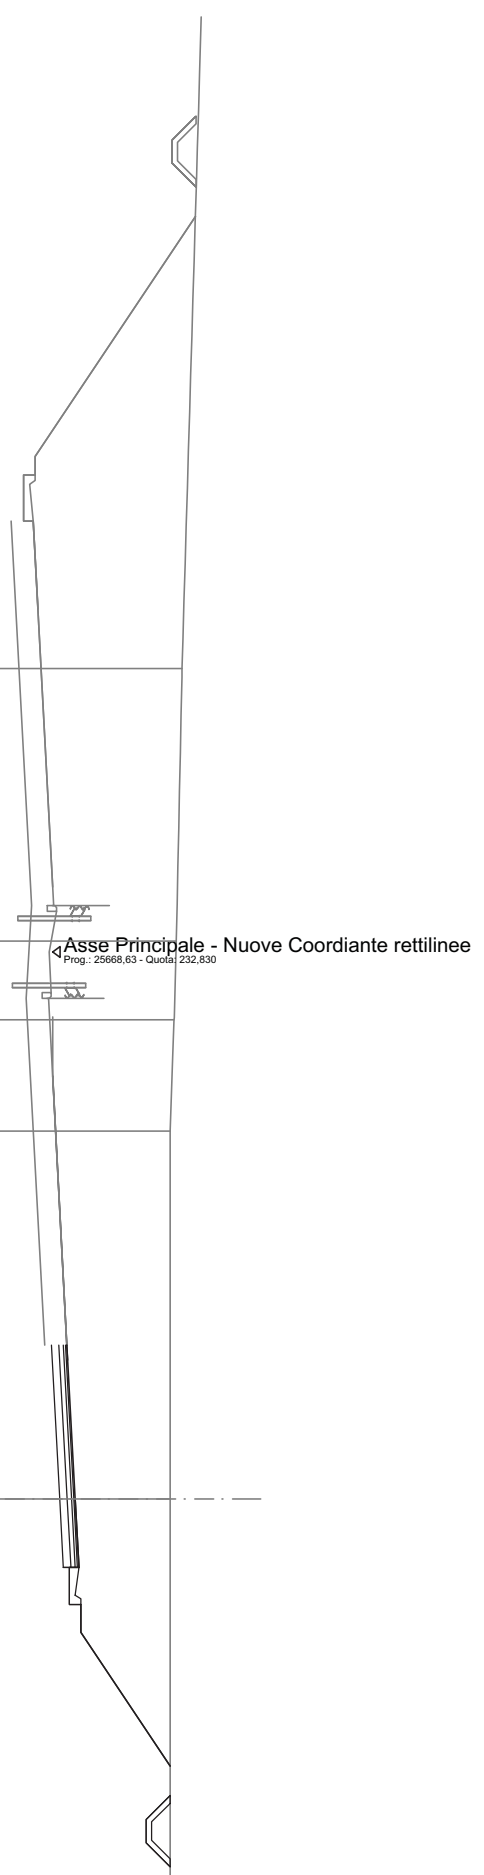 Asse Principale - Nuove Coordiante rettilinee
Prog.: 25668,63 - Quota: 232,830